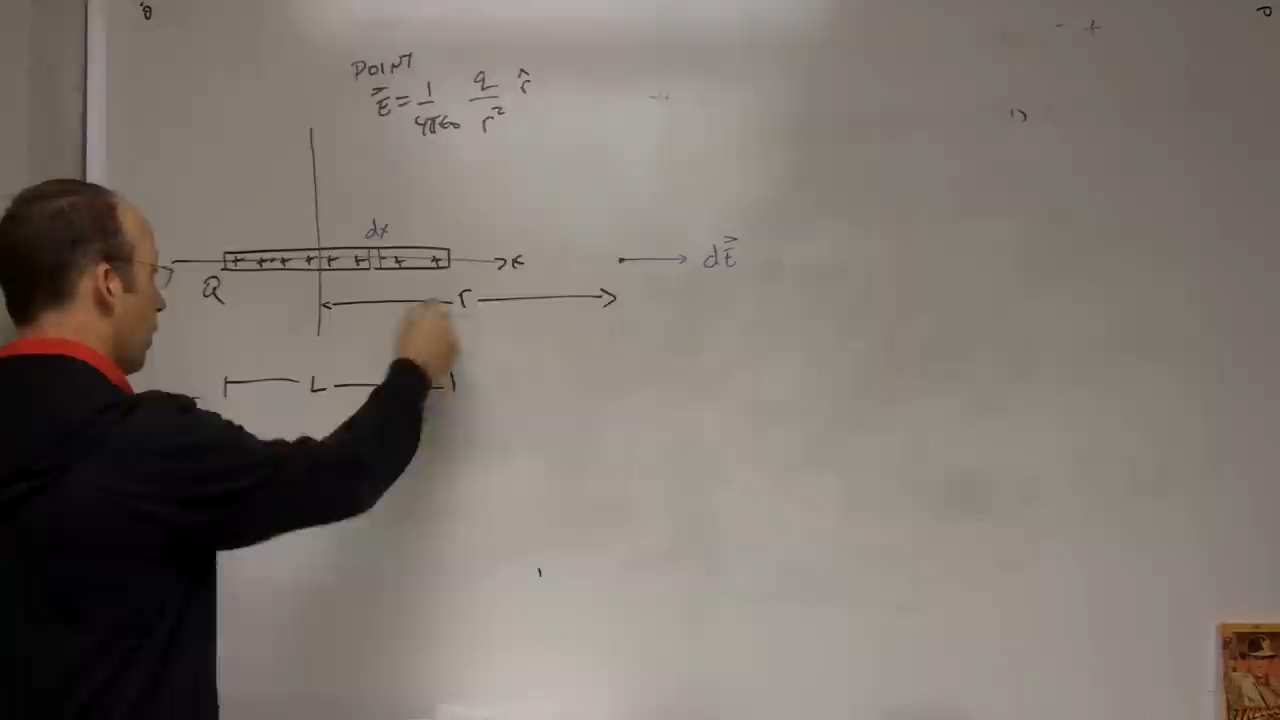 POINT
E⃗ = 1/4πε₀ q/r² r̂
dx
+ + + + + + + +
x
dE⃗
Q
r
L
- +